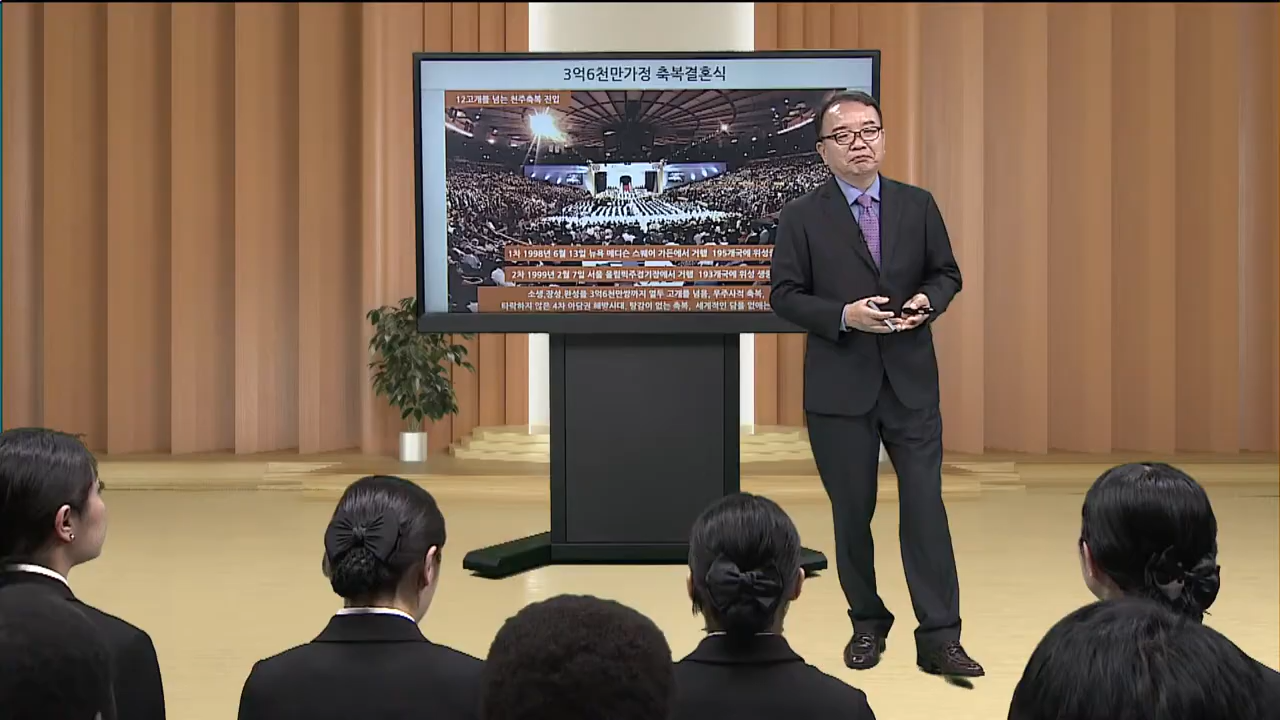 3억6천만가정 축복결혼식
12고개를 넘는 천주축복 진입
1차 1998년 6월 13일 뉴욕 메디슨 스퀘어 가든에서 거행 195개국에 위성
2차 1999년 2월 7일 서울 올림픽주경기장에서 거행 193개국에 위성 생중
소생,장성,완성을 3억6천만쌍까지 열두 고개를 넘음, 우주사적 축복,
타락하지 않은 4차 아담권 해방시대, 탕감이 없는 축복, 세계적인 담을 없애는